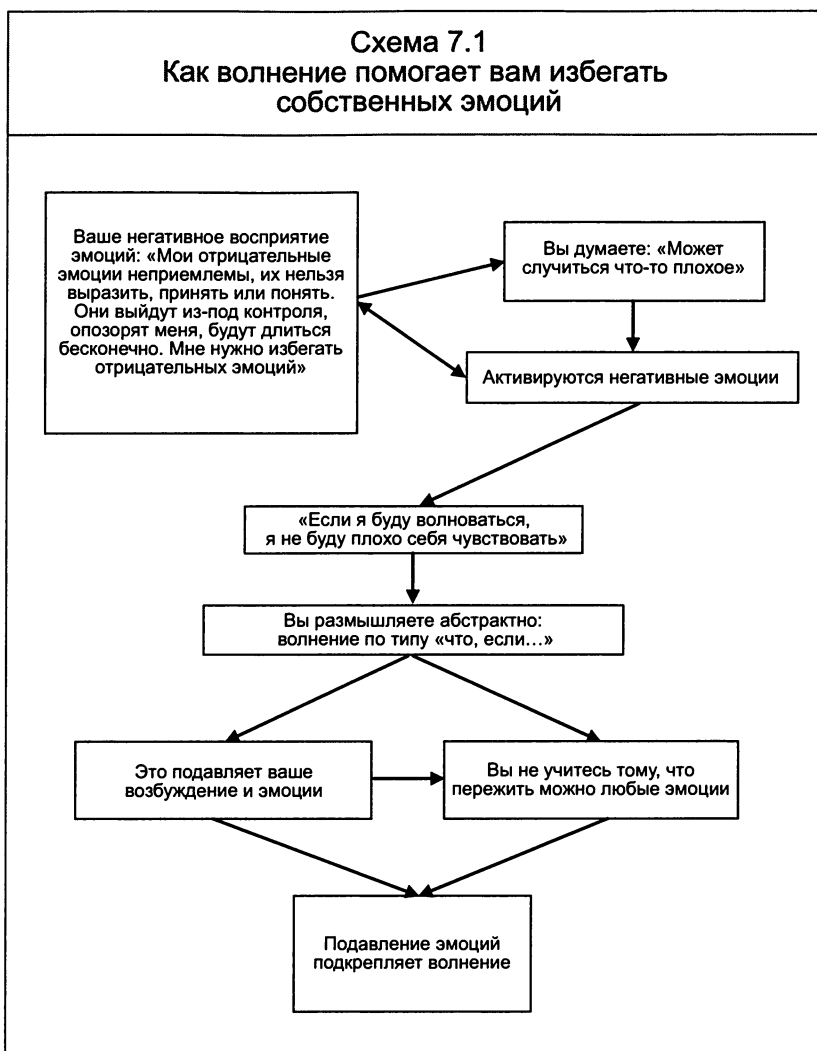 Схема 7.1
Как волнение помогает вам избегать
собственных эмоций
Ваше негативное восприятие
эмоций: «Мои отрицательные
эмоции неприемлемы, их нельзя
выразить, принять или понять.
Они выйдут из-под контроля,
опозорят меня, будут длиться
бесконечно. Мне нужно избегать
отрицательных эмоций»
Вы думаете: «Может
случиться что-то плохое»
Активируются негативные эмоции
«Если я буду волноваться,
я не буду плохо себя чувствовать»
Вы размышляете абстрактно:
волнение по типу «что, если...»
Это подавляет ваше
возбуждение и эмоции
Вы не учитесь тому, что
пережить можно любые эмоции
Подавление эмоций
подкрепляет волнение